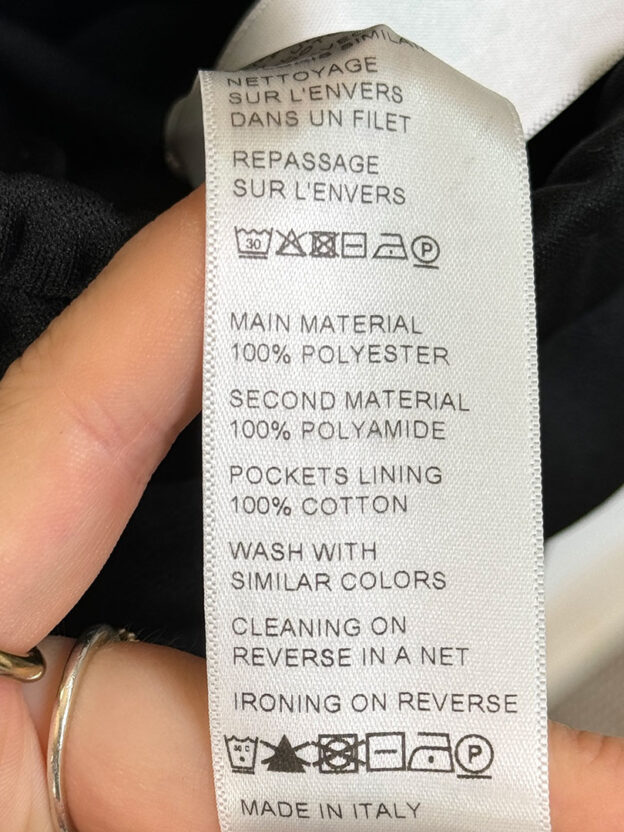 NETTOYAGE
SUR L'ENVERS
DANS UN FILET
REPASSAGE
SUR L'ENVERS
30 P
MAIN MATERIAL
100% POLYESTER
SECOND MATERIAL
100% POLYAMIDE
POCKETS LINING
100% COTTON
WASH WITH
SIMILAR COLORS
CLEANING ON
REVERSE IN A NET
IRONING ON REVERSE
30 C P
MADE IN ITALY